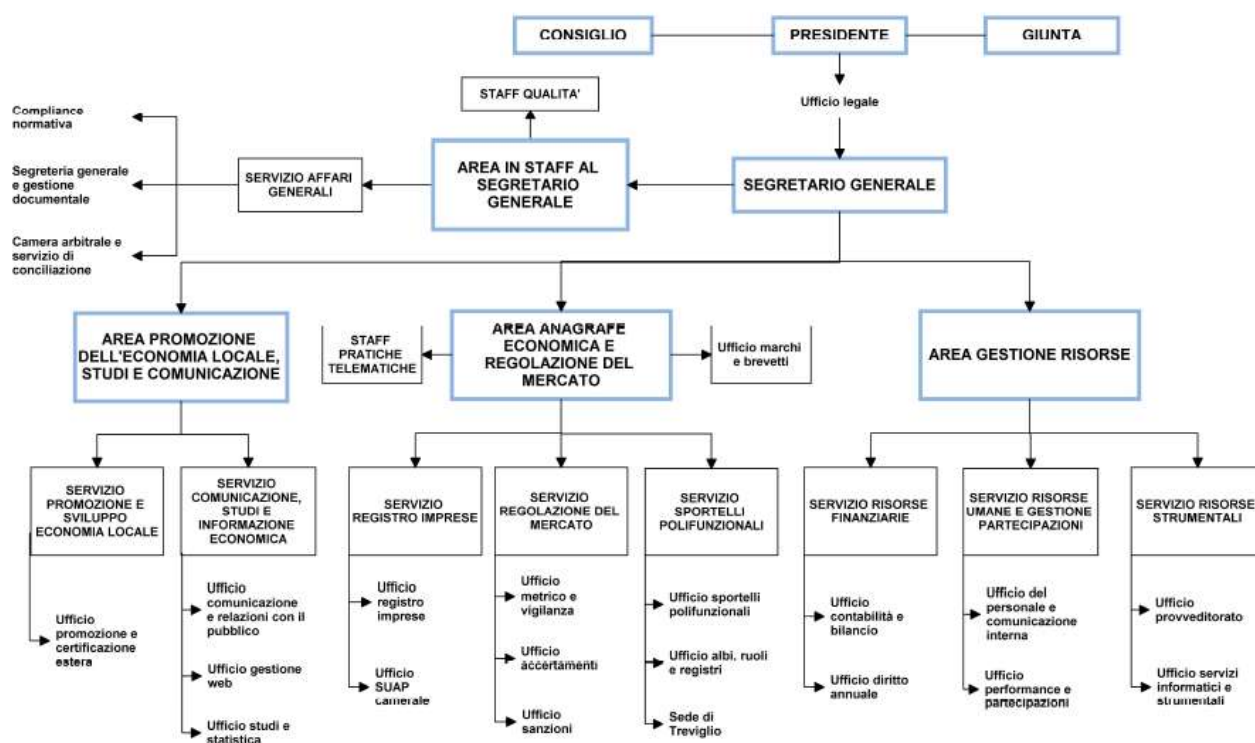 CONSIGLIO
PRESIDENTE
GIUNTA
STAFF QUALITA'
Ufficio legale
Compliance
normativa
Segreteria generale
e gestione
documentale
Camera arbitrale e
servizio di
conciliazione
SERVIZIO AFFARI
GENERALI
AREA IN STAFF AL
SEGRETARIO
GENERALE
SEGRETARIO GENERALE
AREA PROMOZIONE
DELL'ECONOMIA LOCALE,
STUDI E COMUNICAZIONE
STAFF
PRATICHE
TELEMATICHE
AREA ANAGRAFE
ECONOMICA E
REGOLAZIONE DEL
MERCATO
Ufficio marchi
e brevetti
AREA GESTIONE RISORSE
SERVIZIO
PROMOZIONE E
SVILUPPO
ECONOMIA LOCALE
SERVIZIO
COMUNICAZIONE,
STUDI E
INFORMAZIONE
ECONOMICA
SERVIZIO
REGISTRO IMPRESE
SERVIZIO
REGOLAZIONE DEL
MERCATO
SERVIZIO
SPORTELLI
POLIFUNZIONALI
SERVIZIO RISORSE
FINANZIARIE
SERVIZIO RISORSE
UMANE E GESTIONE
PARTECIPAZIONI
SERVIZIO RISORSE
STRUMENTALI
Ufficio
promozione e
certificazione
estera
Ufficio
comunicazione
e relazioni con il
pubblico
Ufficio gestione
web
Ufficio studi e
statistica
Ufficio
registro
imprese
Ufficio
SUAP
camerale
Ufficio
metrico e
vigilanza
Ufficio
accertamenti
Ufficio
sanzioni
Ufficio sportelli
polifunzionali
Ufficio albi, ruoli
e registri
Sede di
Treviglio
Ufficio
contabilità e
bilancio
Ufficio diritto
annuale
Ufficio del
personale e
comunicazione
interna
Ufficio
performance e
partecipazioni
Ufficio
provveditorato
Ufficio servizi
informatici e
strumentali